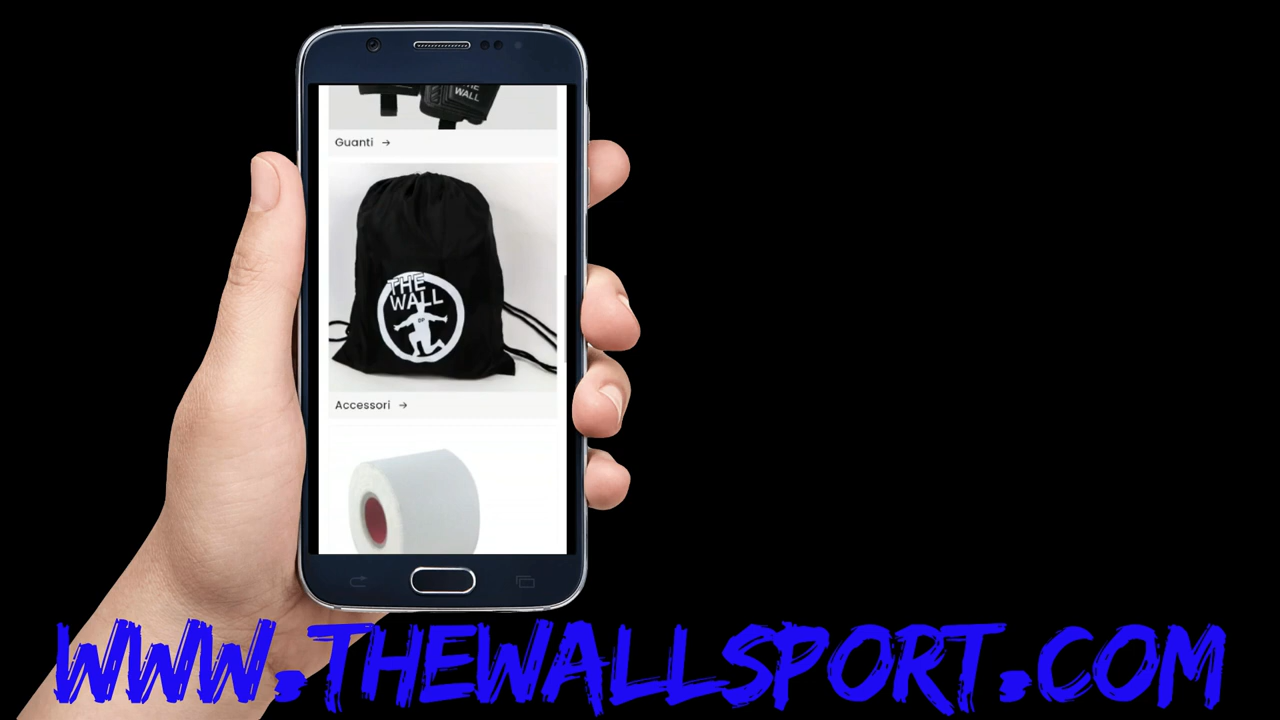 THE
WALL
Guanti →
THE
WALL
Accessori →
WWW.THEWALLSPORT.COM